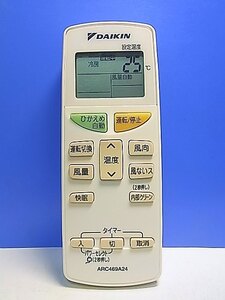 DAIKIN
設定温度
冷房 25℃
風量自動
ひかえめ自動
運転/停止
運転切換
温度
風向
風量
風ないス
(2秒押し)
快眠
内部クリーン
タイマー
入 切 取消
パワーセレクト
(2秒押し)
ARC469A24